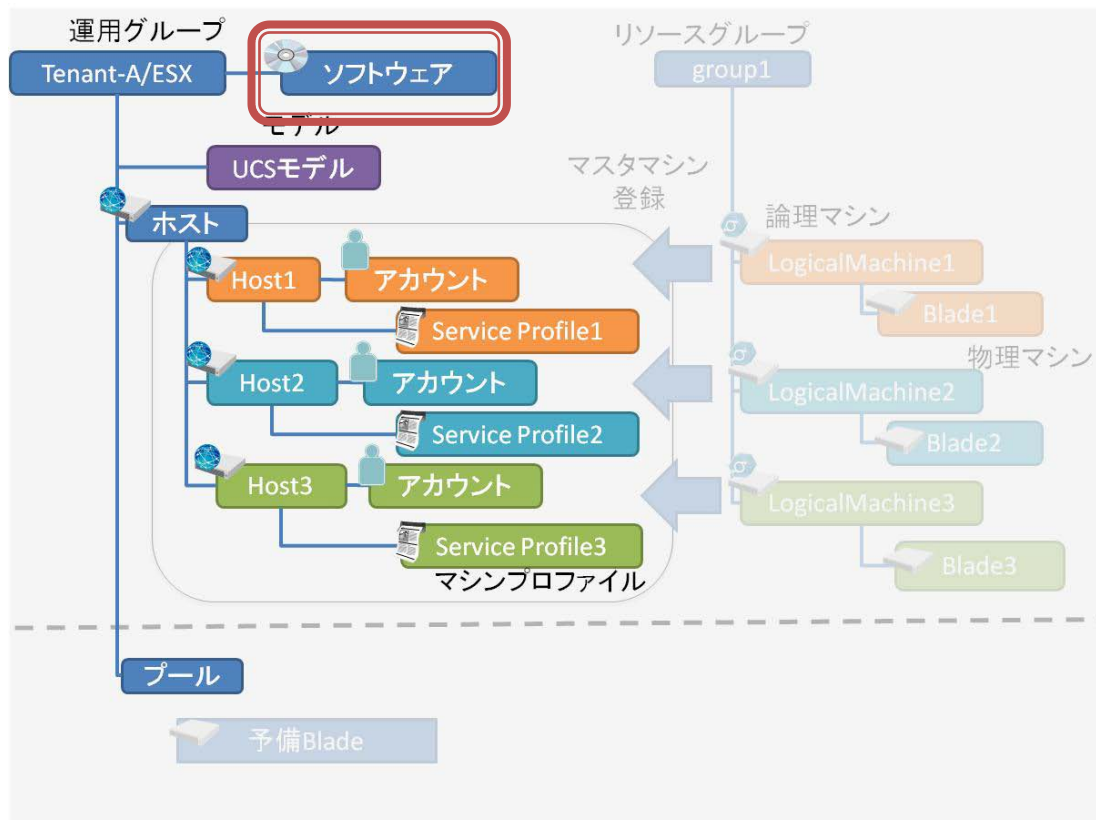 運用グループ
Tenant-A/ESX
ソフトウェア
モデル
UCSモデル
ホスト
Host1
アカウント
Service Profile1
Host2
アカウント
Service Profile2
Host3
アカウント
Service Profile3
マシンプロファイル
プール
予備Blade
リソースグループ
group1
マスタマシン
登録
論理マシン
LogicalMachine1
Blade1
物理マシン
LogicalMachine2
Blade2
LogicalMachine3
Blade3